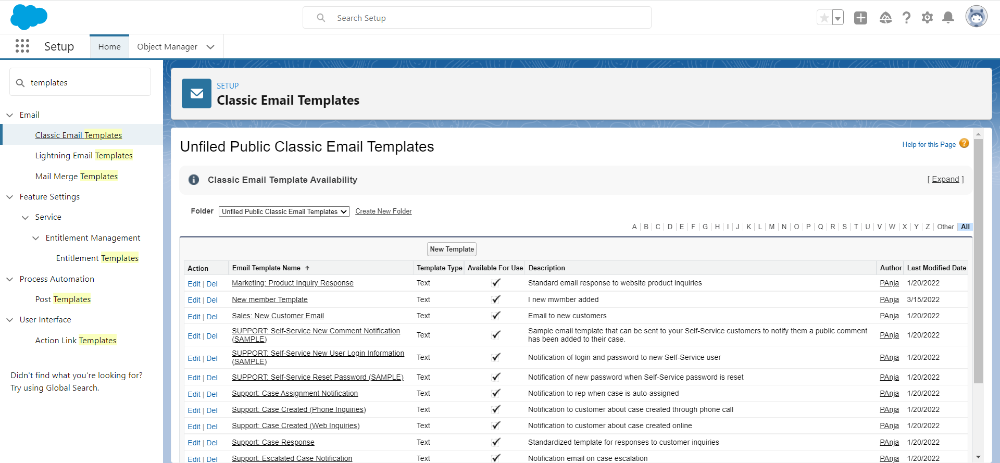 Search Setup
Setup
Home
Object Manager
templates
Email
Classic Email Templates
Lightning Email Templates
Mail Merge Templates
Feature Settings
Service
Entitlement Management
Entitlement Templates
Process Automation
Post Templates
User Interface
Action Link Templates
Didn't find what you're looking for?
Try using Global Search.
SETUP
Classic Email Templates
Unfiled Public Classic Email Templates
Help for this Page ?
Classic Email Template Availability
[ Expand ]
Folder Unfiled Public Classic Email Templates Create New Folder
A | B | C | D | E | F | G | H | I | J | K | L | M | N | O | P | Q | R | S | T | U | V | W | X | Y | Z | Other | All
New Template
Action Email Template Name Template Type Available For Use Description Author Last Modified Date
Edit | Del Marketing: Product Inquiry Response Text Standard email response to website product inquiries PAnja 1/20/2022
Edit | Del New member Template Text I new mwmber added PAnja 3/15/2022
Edit | Del Sales: New Customer Email Text Email to new customers PAnja 1/20/2022
Edit | Del SUPPORT: Self-Service New Comment Notification (SAMPLE) Text Sample email template that can be sent to your Self-Service customers to notify them a public comment has been added to their case. PAnja 1/20/2022
Edit | Del SUPPORT: Self-Service New User Login Information (SAMPLE) Text Notification of login and password to new Self-Service user PAnja 1/20/2022
Edit | Del SUPPORT: Self-Service Reset Password (SAMPLE) Text Notification of new password when Self-Service password is reset PAnja 1/20/2022
Edit | Del Support: Case Assignment Notification Text Notification to rep when case is auto-assigned PAnja 1/20/2022
Edit | Del Support: Case Created (Phone Inquiries) Text Notification to customer about case created through phone call PAnja 1/20/2022
Edit | Del Support: Case Created (Web Inquiries) Text Notification to customer about case created online PAnja 1/20/2022
Edit | Del Support: Case Response Text Standardized template for responses to customer inquiries PAnja 1/20/2022
Edit | Del Support: Escalated Case Notification Text Notification email on case escalation PAnja 1/20/2022